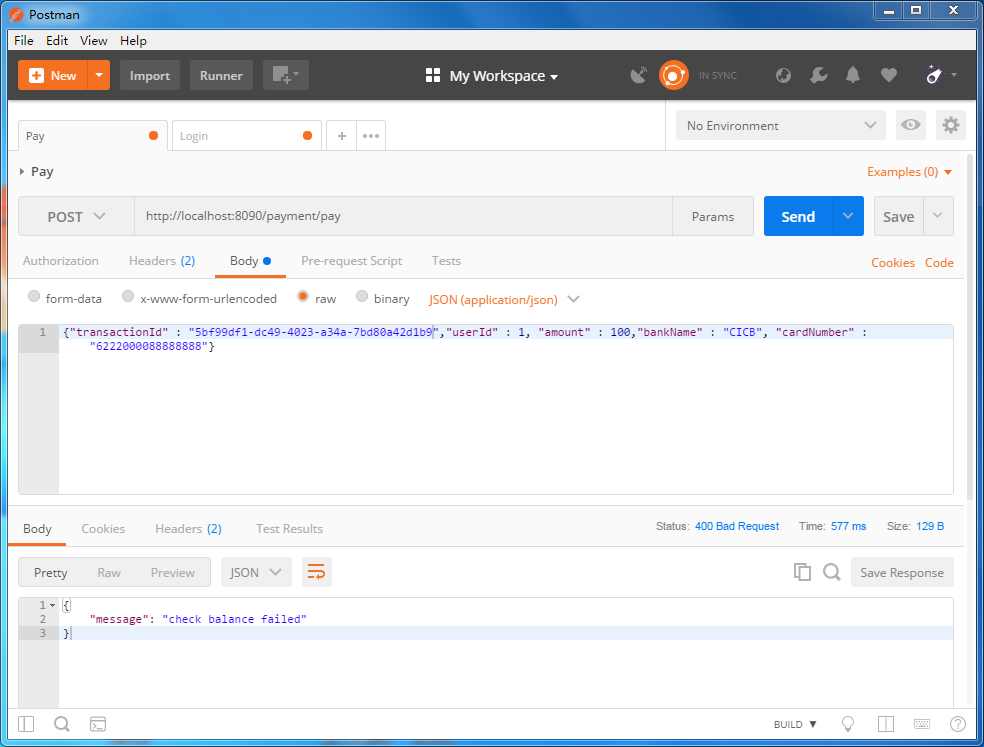 Postman
File Edit View Help
New Import Runner My Workspace IN SYNC
Pay Login + No Environment
Pay Examples (0)
POST http://localhost:8090/payment/pay Params Send Save
Authorization Headers (2) Body Pre-request Script Tests Cookies Code
form-data x-www-form-urlencoded raw binary JSON (application/json)
1 {"transactionId" : "5bf99df1-dc49-4023-a34a-7bd80a42d1b9","userId" : 1, "amount" : 100,"bankName" : "CICB", "cardNumber" :
"6222000088888888"}
Body Cookies Headers (2) Test Results Status: 400 Bad Request Time: 577 ms Size: 129 B
Pretty Raw Preview JSON Save Response
1 {
2 "message": "check balance failed"
3 }
BUILD